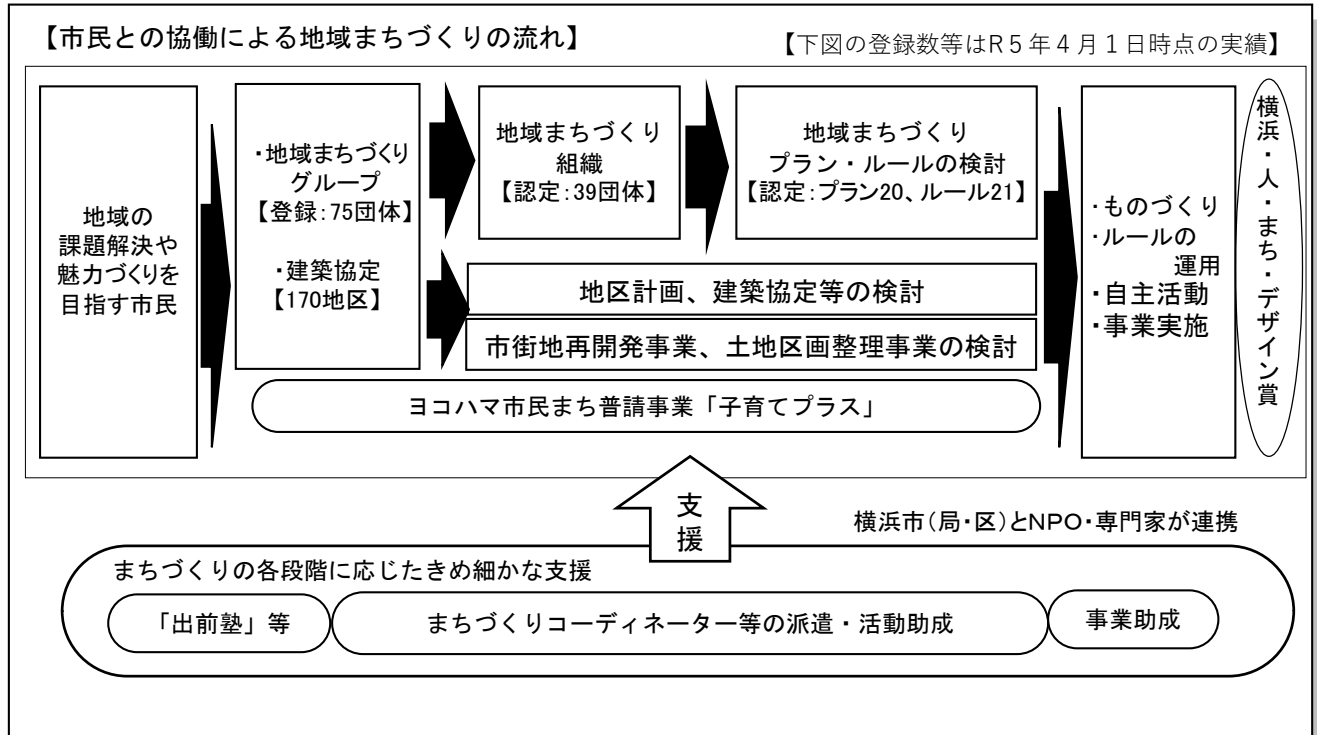 【市民との協働による地域まちづくりの流れ】
【下図の登録数等はR5年4月1日時点の実績】
地域の
課題解決や
魅力づくりを
目指す市民
・地域まちづくり
グループ
【登録:75団体】
・建築協定
【170地区】
地域まちづくり
組織
【認定:39団体】
地域まちづくり
プラン・ルールの検討
【認定:プラン20、ルール21】
地区計画、建築協定等の検討
市街地再開発事業、土地区画整理事業の検討
ヨコハマ市民まち普請事業「子育てプラス」
・ものづくり
・ルールの
運用
・自主活動
・事業実施
横浜・人・まち・デザイン賞
支援
横浜市(局・区)とNPO・専門家が連携
まちづくりの各段階に応じたきめ細かな支援
「出前塾」等
まちづくりコーディネーター等の派遣・活動助成
事業助成